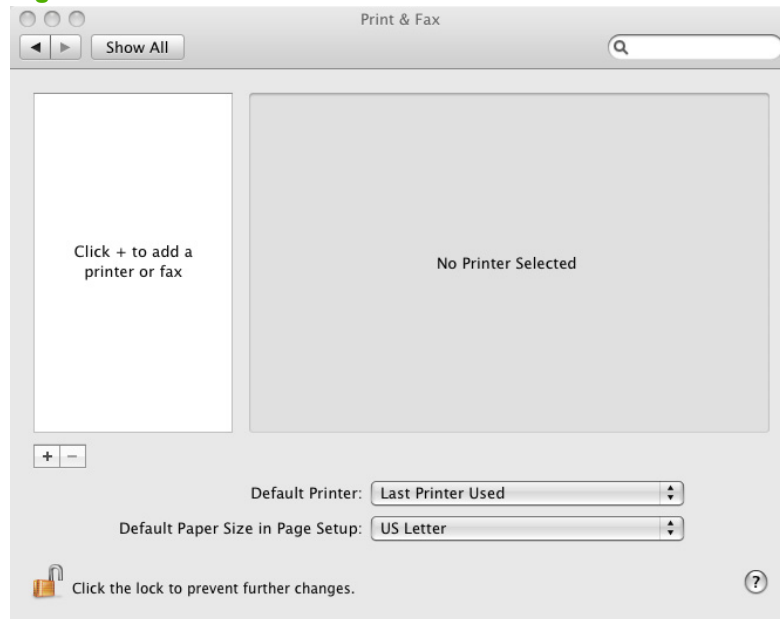 Print & Fax
Show All
Click + to add a
printer or fax
No Printer Selected
+ −
Default Printer: Last Printer Used
Default Paper Size in Page Setup: US Letter
Click the lock to prevent further changes.
?